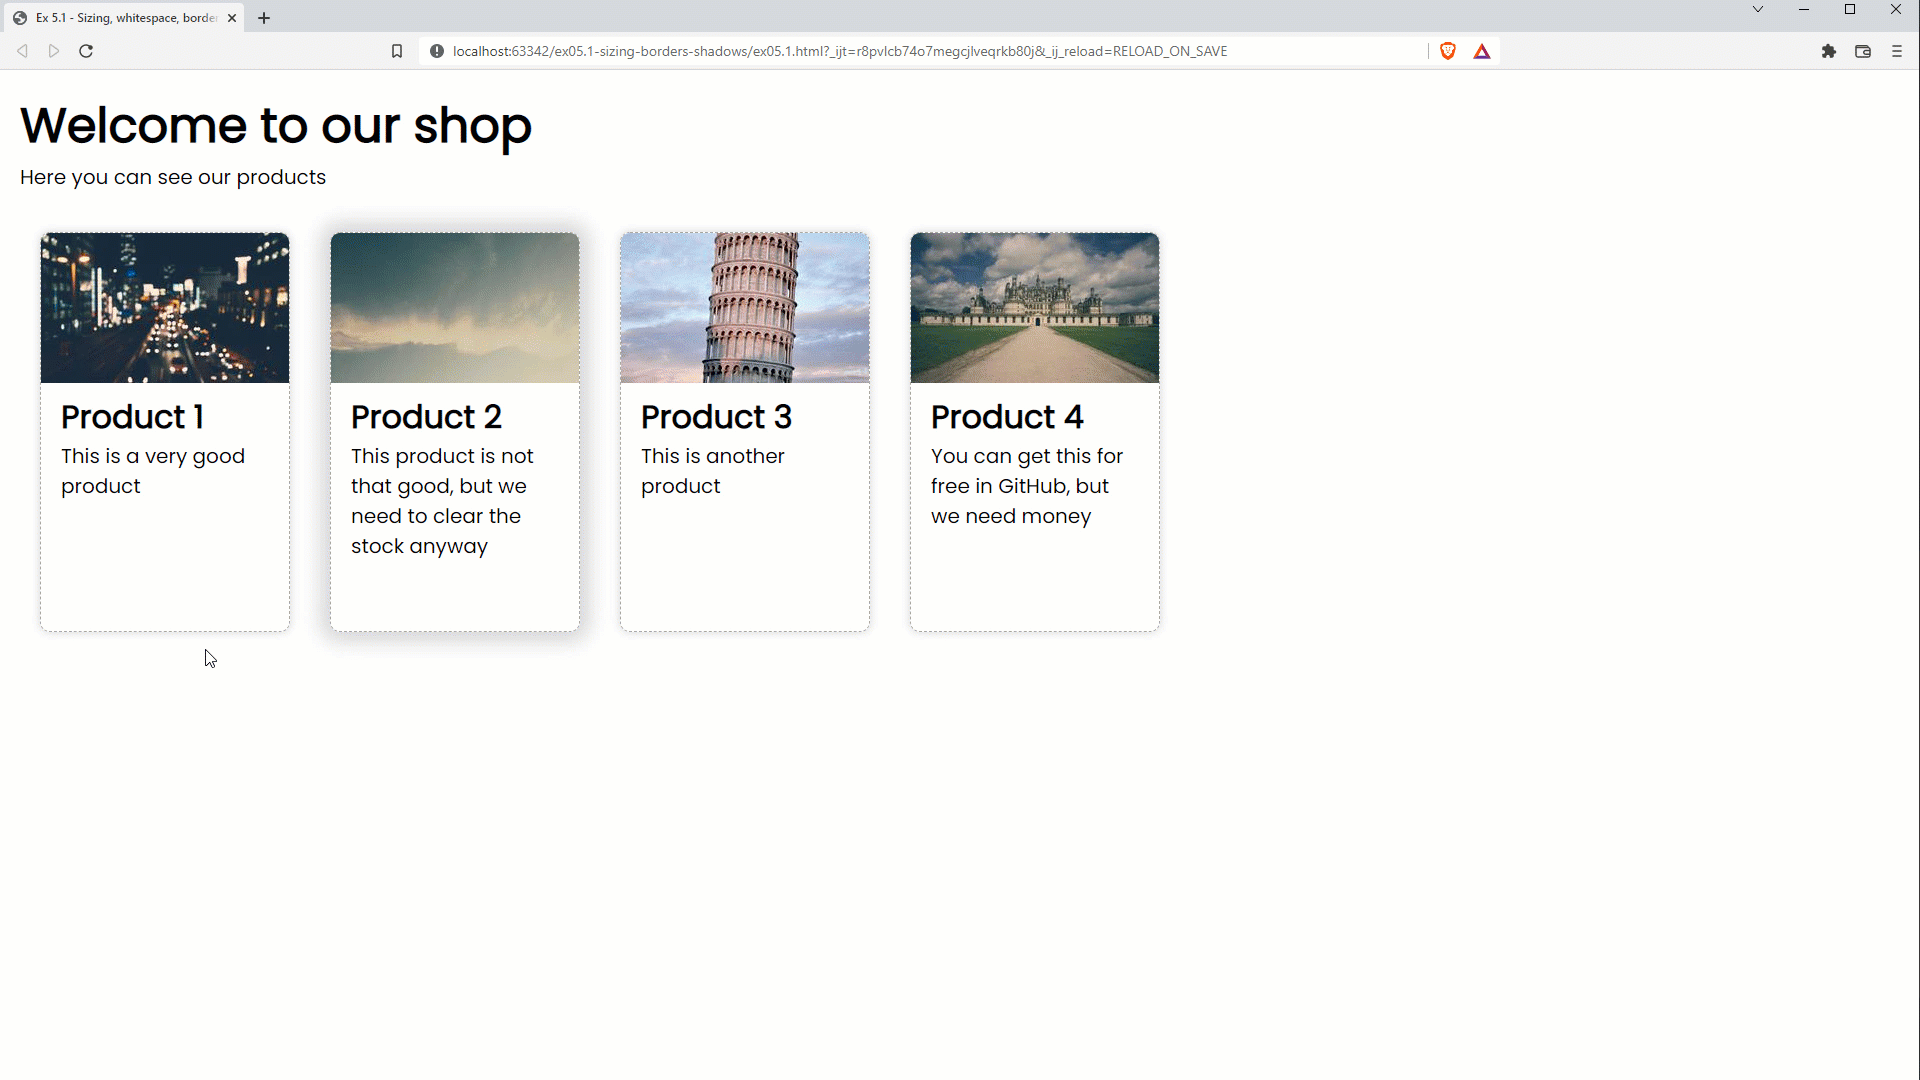 Ex 5.1 - Sizing, whitespace, borde
localhost:63342/ex05.1-sizing-borders-shadows/ex05.1.html?_ijt=r8pvlcb74o7megcjlveqrkb80j&_ij_reload=RELOAD_ON_SAVE
Welcome to our shop
Here you can see our products
Product 1
This is a very good
product
Product 2
This product is not
that good, but we
need to clear the
stock anyway
Product 3
This is another
product
Product 4
You can get this for
free in GitHub, but
we need money